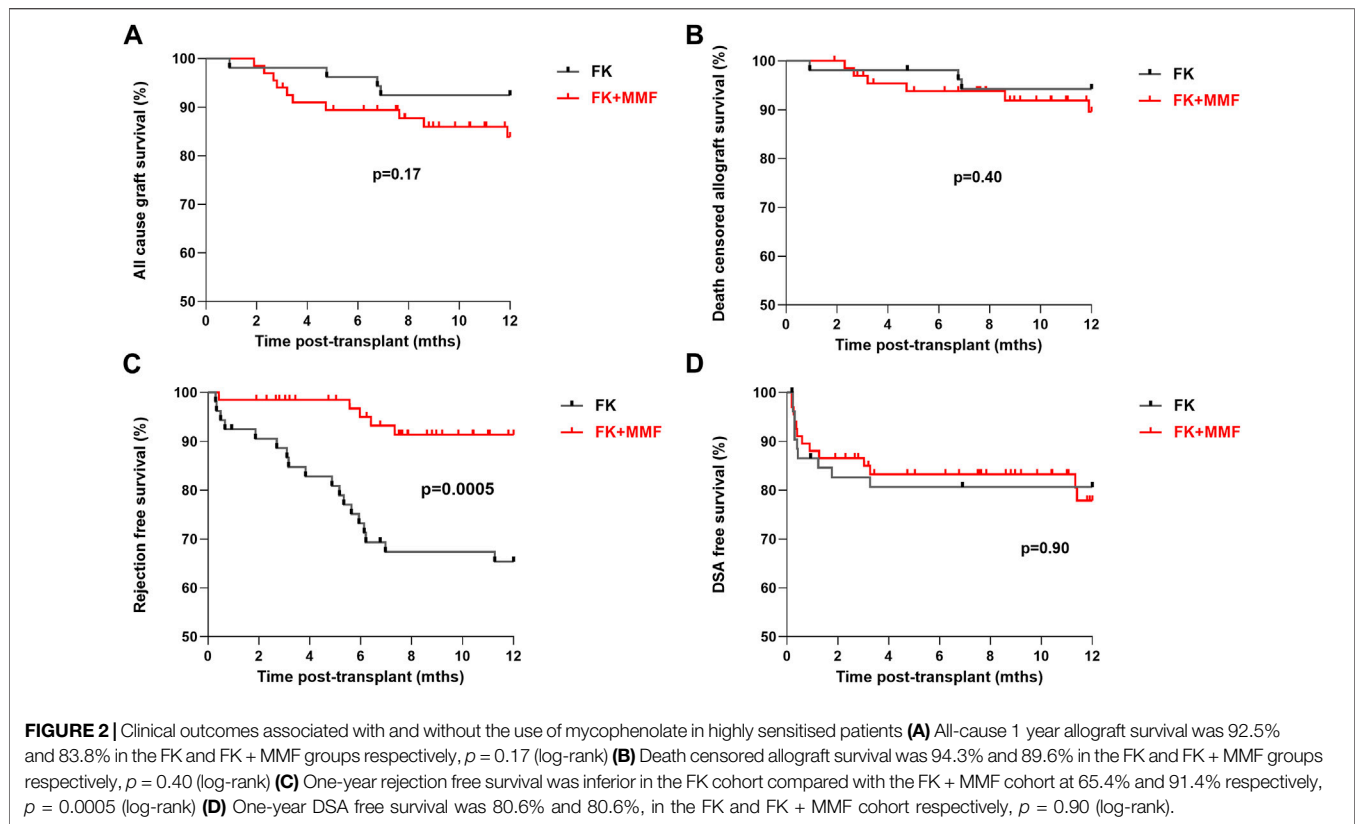 A
All cause graft survival (%)
100
90
80
70
60
50
0 2 4 6 8 10 12
Time post-transplant (mths)
p=0.17
FK
FK+MMF
B
Death censored allograft survival (%)
100
90
80
70
60
50
0 2 4 6 8 10 12
Time post-transplant (mths)
p=0.40
FK
FK+MMF
C
Rejection free survival (%)
100
90
80
70
60
50
0 2 4 6 8 10 12
Time post-transplant (mths)
p=0.0005
FK
FK+MMF
D
DSA free survival (%)
100
90
80
70
60
50
0 2 4 6 8 10 12
Time post-transplant (mths)
p=0.90
FK
FK+MMF
FIGURE 2 | Clinical outcomes associated with and without the use of mycophenolate in highly sensitised patients (A) All-cause 1 year allograft survival was 92.5%
and 83.8% in the FK and FK + MMF groups respectively, p = 0.17 (log-rank) (B) Death censored allograft survival was 94.3% and 89.6% in the FK and FK + MMF groups
respectively, p = 0.40 (log-rank) (C) One-year rejection free survival was inferior in the FK cohort compared with the FK + MMF cohort at 65.4% and 91.4% respectively,
p = 0.0005 (log-rank) (D) One-year DSA free survival was 80.6% and 80.6%, in the FK and FK + MMF cohort respectively, p = 0.90 (log-rank).